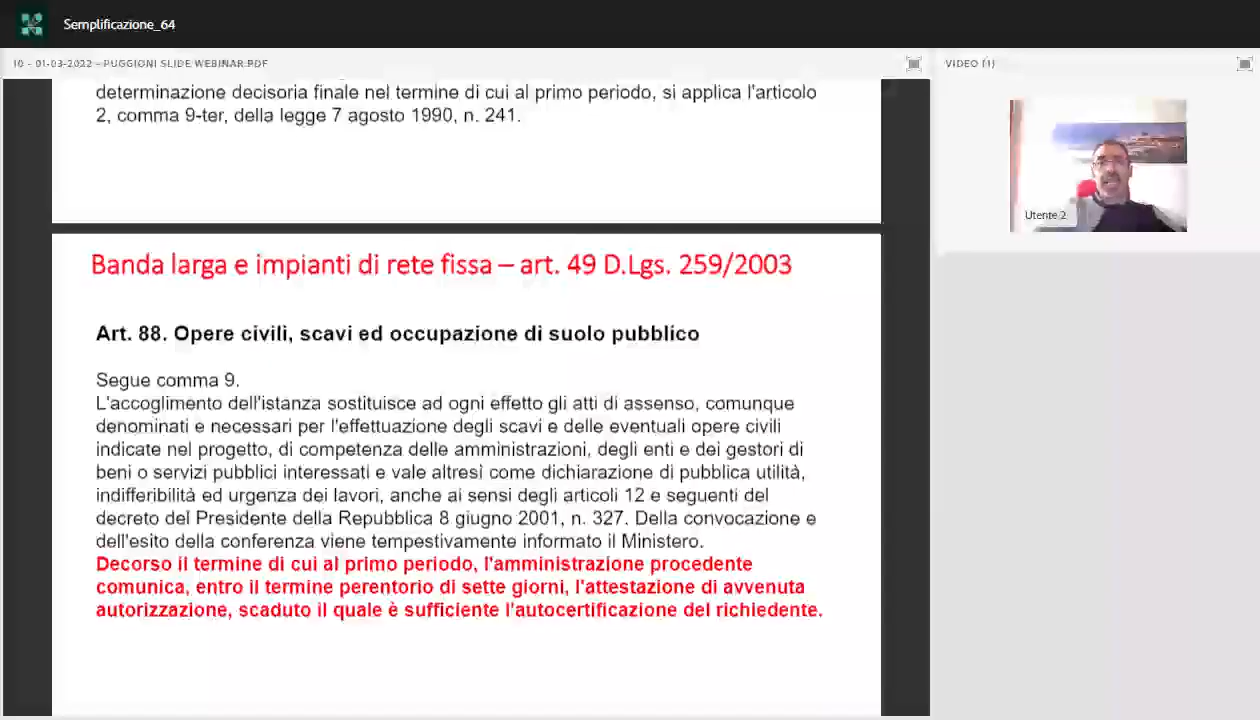 Semplificazione_64
10 - 01-03-2022 - PUGGIONI SLIDE WEBINAR.PDF
VIDEO (1)
determinazione decisoria finale nel termine di cui al primo periodo, si applica l'articolo
2, comma 9-ter, della legge 7 agosto 1990, n. 241.
Utente 2
Banda larga e impianti di rete fissa – art. 49 D.Lgs. 259/2003
Art. 88. Opere civili, scavi ed occupazione di suolo pubblico
Segue comma 9.
L'accoglimento dell'istanza sostituisce ad ogni effetto gli atti di assenso, comunque
denominati e necessari per l'effettuazione degli scavi e delle eventuali opere civili
indicate nel progetto, di competenza delle amministrazioni, degli enti e dei gestori di
beni o servizi pubblici interessati e vale altresì come dichiarazione di pubblica utilità,
indifferibilità ed urgenza dei lavori, anche ai sensi degli articoli 12 e seguenti del
decreto del Presidente della Repubblica 8 giugno 2001, n. 327. Della convocazione e
dell'esito della conferenza viene tempestivamente informato il Ministero.
Decorso il termine di cui al primo periodo, l'amministrazione procedente
comunica, entro il termine perentorio di sette giorni, l'attestazione di avvenuta
autorizzazione, scaduto il quale è sufficiente l'autocertificazione del richiedente.